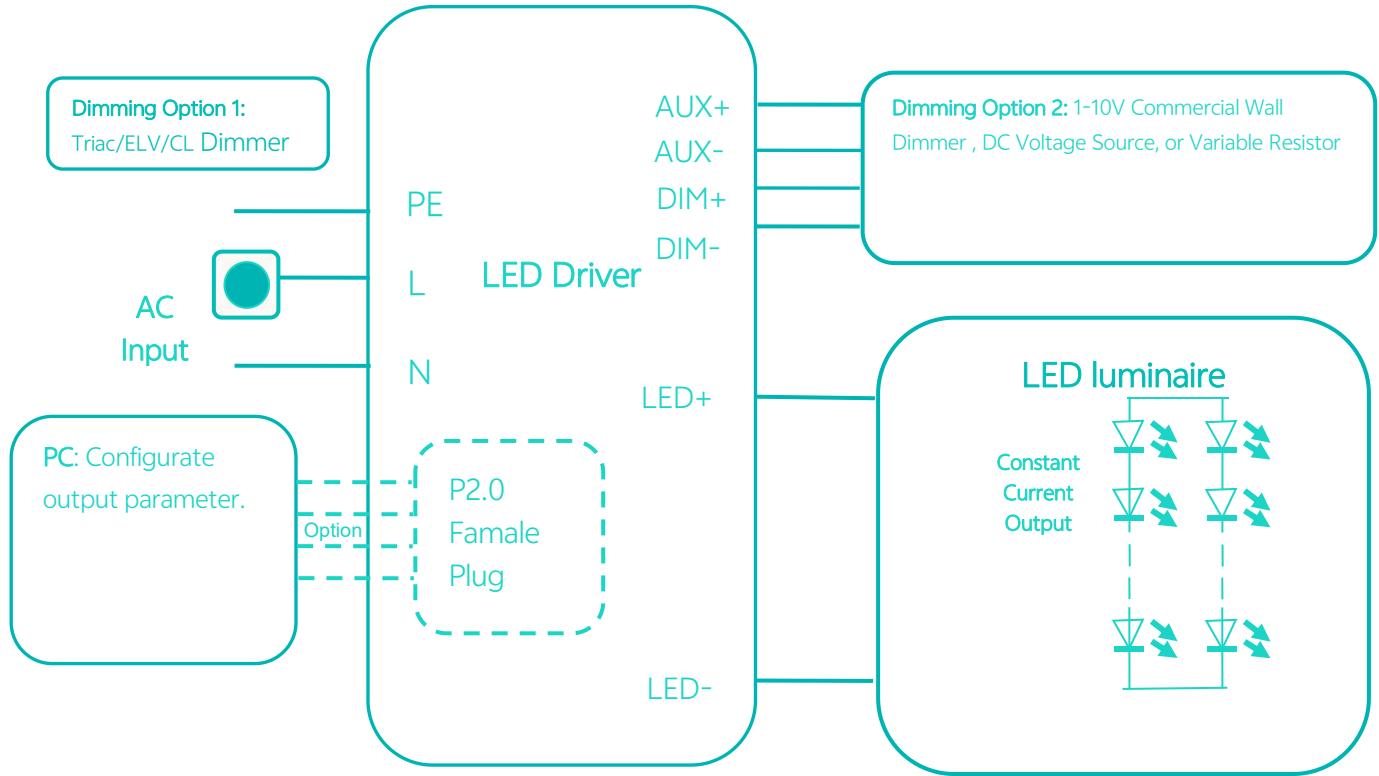 Dimming Option 1:
Triac/ELV/CL Dimmer
PE
L
N
AC
Input
PC: Configurate
output parameter.
Option
P2.0
Famale
Plug
LED Driver
AUX+
AUX-
DIM+
DIM-
LED+
LED-
Dimming Option 2: 1-10V Commercial Wall
Dimmer , DC Voltage Source, or Variable Resistor
LED luminaire
Constant
Current
Output